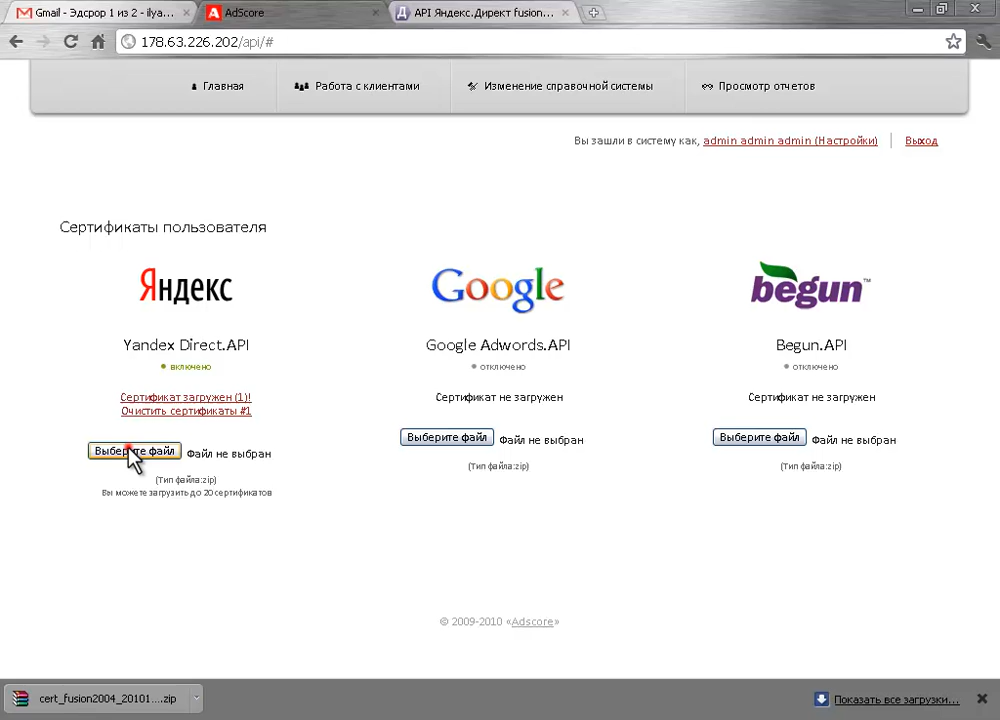 Gmail - Эдсрор 1 из 2 - ilya... AdScore API Яндекс.Директ fusion...
178.63.226.202/api/#
Главная Работа с клиентами Изменение справочной системы Просмотр отчетов
Вы зашли в систему как, admin admin admin (Настройки) Выход
Сертификаты пользователя
Яндекс Google begun™
Yandex Direct.API Google Adwords.API Begun.API
включено отключено отключено
Сертификат загружен (1)! Сертификат не загружен Сертификат не загружен
Очистить сертификаты #1
Выберите файл Файл не выбран Выберите файл Файл не выбран Выберите файл Файл не выбран
(Тип файла:zip) (Тип файла:zip) (Тип файла:zip)
Вы можете загрузить до 20 сертификатов
© 2009-2010 «Adscore»
cert_fusion2004_20101....zip Показать все загрузки...